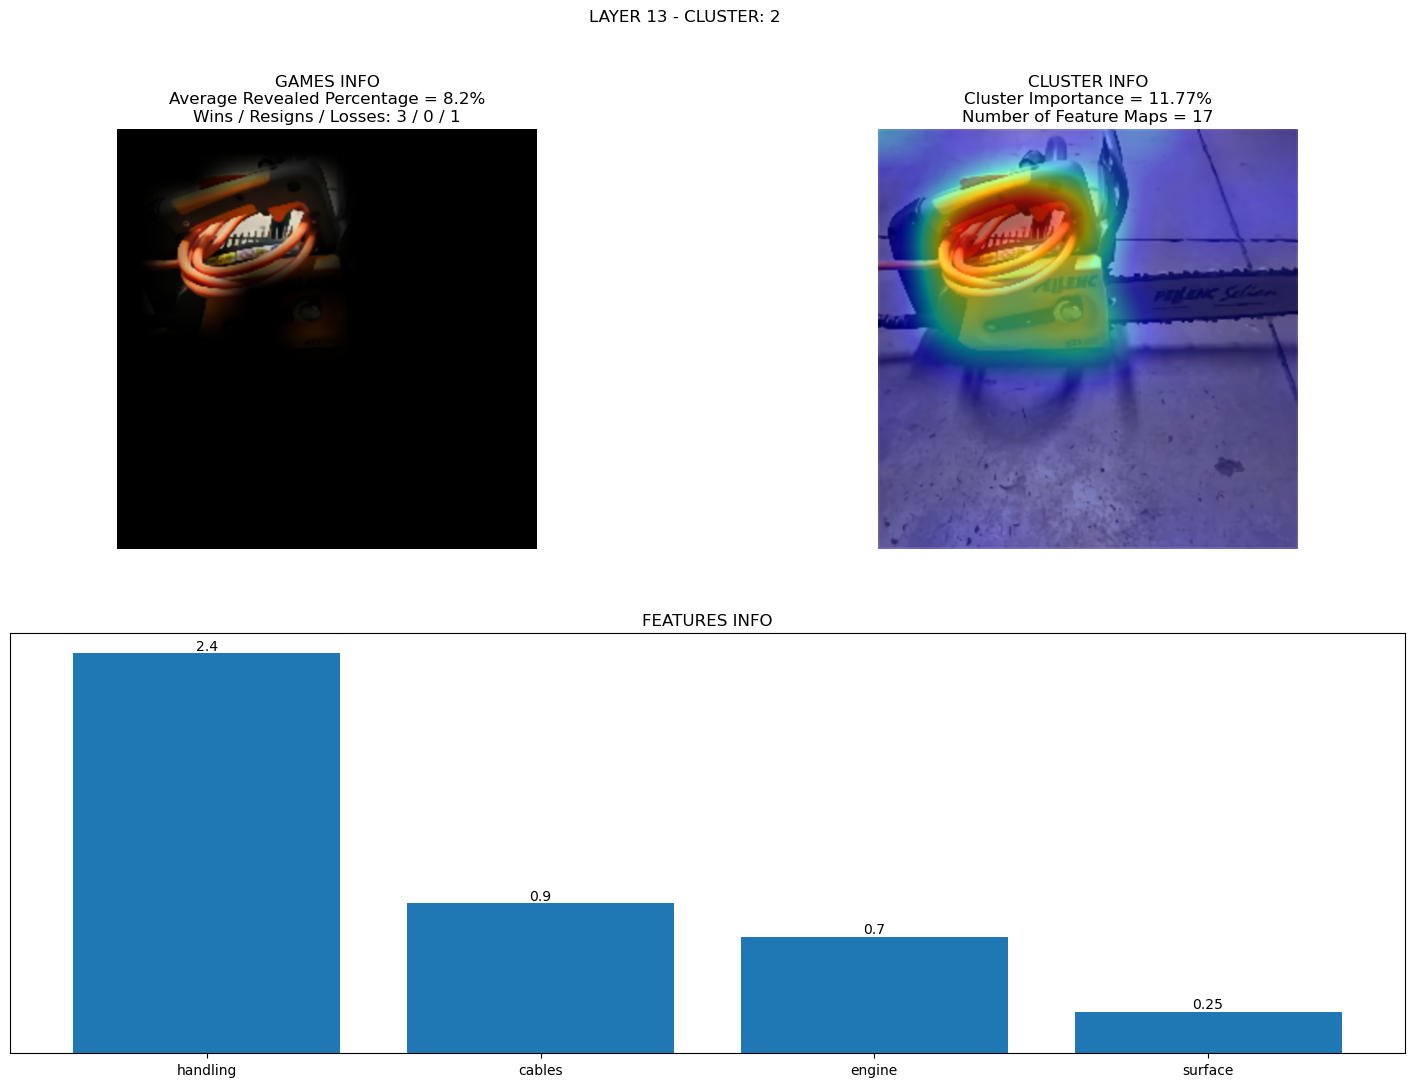 LAYER 13 - CLUSTER: 2
GAMES INFO
Average Revealed Percentage = 8.2%
Wins / Resigns / Losses: 3 / 0 / 1
CLUSTER INFO
Cluster Importance = 11.77%
Number of Feature Maps = 17
PELLENC
PELLENC Selion
FEATURES INFO
2.4
0.9
0.7
0.25
handling
cables
engine
surface